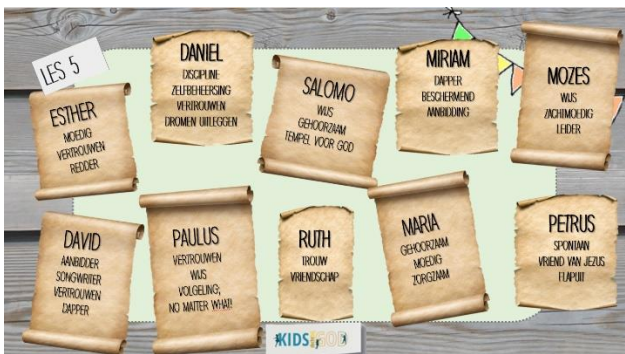 LES 5
ESTHER
MOEDIG
VERTROUWEN
REDDER
DANIEL
DISCIPLINE
ZELFBEHEERSING
VERTROUWEN
DROMEN UITLEGGEN
SALOMO
WIJS
GEHOORZAAM
TEMPEL VOOR GOD
MIRIAM
DAPPER
BESCHERMEND
AANBIDDING
MOZES
WIJS
ZACHTMOEDIG
LEIDER
DAVID
AANBIDDER
SONGWRITER
VERTROUWEN
DAPPER
PAULUS
VERTROUWEN
WIJS
VOLGELING;
NO MATTER WHAT!
RUTH
TROUW
VRIENDSCHAP
MARIA
GEHOORZAAM
MOEDIG
ZORGZAAM
PETRUS
SPONTAAN
VRIEND VAN JEZUS
FLAPUIT
KIDS